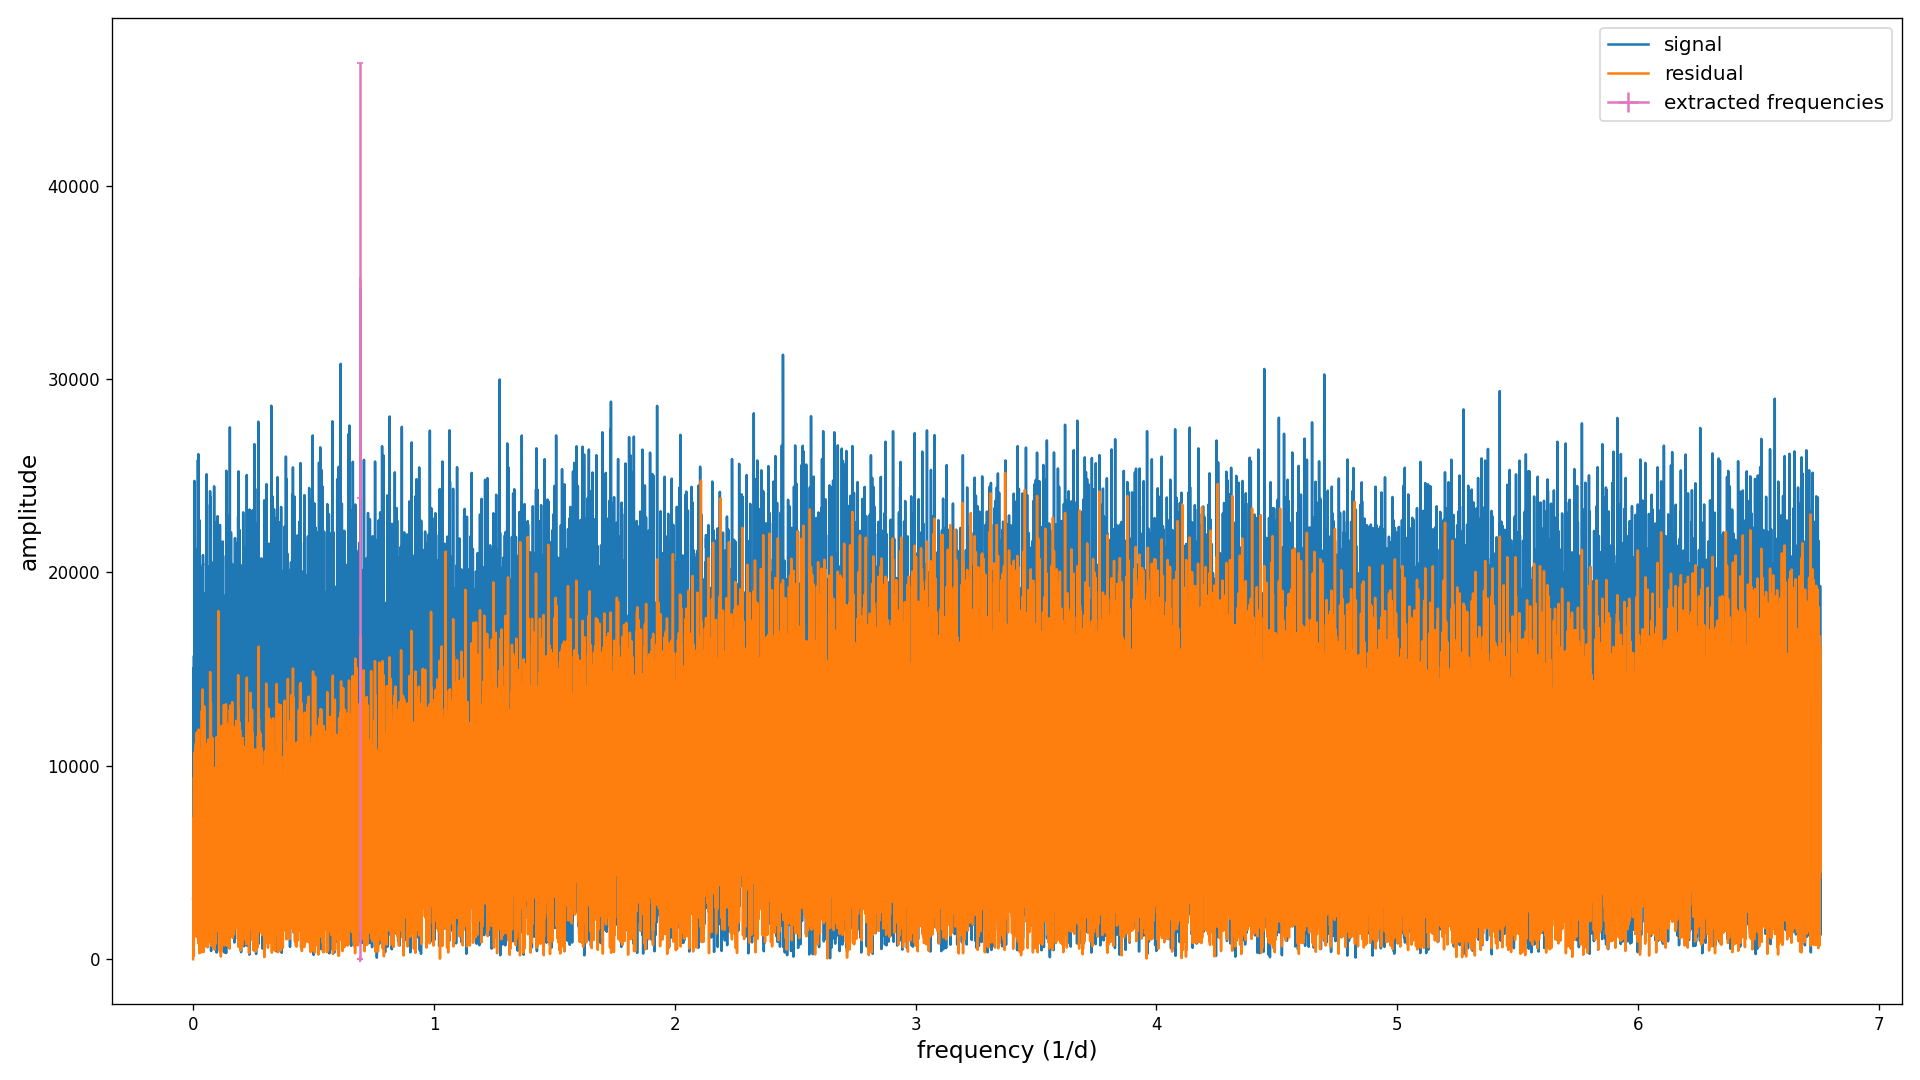 signal
residual
extracted frequencies
amplitude
40000
30000
20000
10000
0
0 1 2 3 4 5 6 7
frequency (1/d)